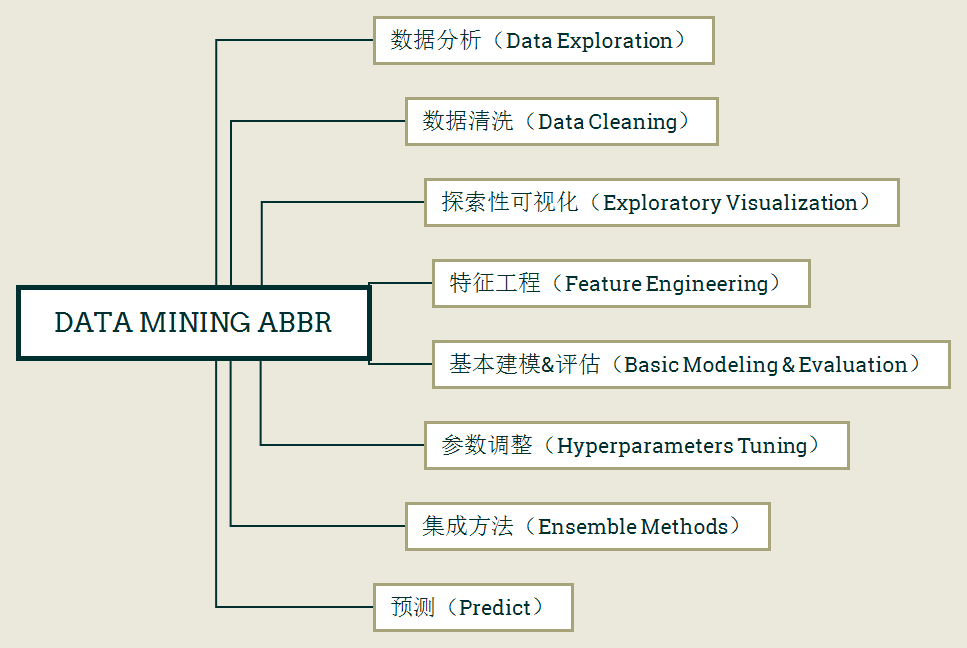 数据分析（Data Exploration）
数据清洗（Data Cleaning）
探索性可视化（Exploratory Visualization）
特征工程（Feature Engineering）
DATA MINING ABBR
基本建模&评估（Basic Modeling & Evaluation）
参数调整（Hyperparameters Tuning）
集成方法（Ensemble Methods）
预测（Predict）